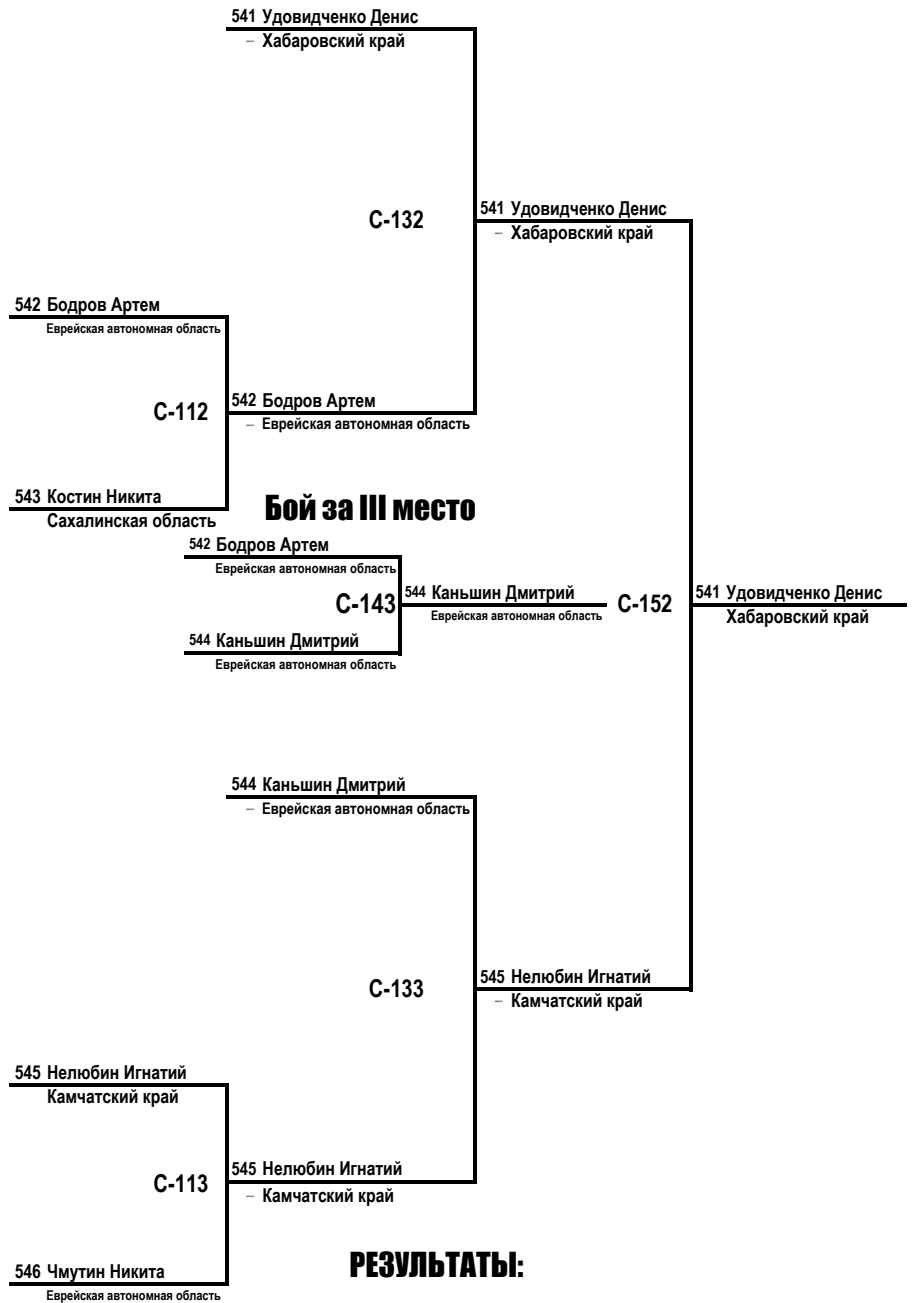 541 Удовидченко Денис
– Хабаровский край
С-132
541 Удовидченко Денис
– Хабаровский край
542 Бодров Артем
Еврейская автономная область
С-112
542 Бодров Артем
– Еврейская автономная область
543 Костин Никита
Сахалинская область
Бой за III место
542 Бодров Артем
Еврейская автономная область
С-143
544 Каньшин Дмитрий
Еврейская автономная область
С-152
541 Удовидченко Денис
Хабаровский край
544 Каньшин Дмитрий
Еврейская автономная область
544 Каньшин Дмитрий
– Еврейская автономная область
С-133
545 Нелюбин Игнатий
– Камчатский край
545 Нелюбин Игнатий
Камчатский край
С-113
545 Нелюбин Игнатий
– Камчатский край
546 Чмутин Никита
Еврейская автономная область
РЕЗУЛЬТАТЫ: